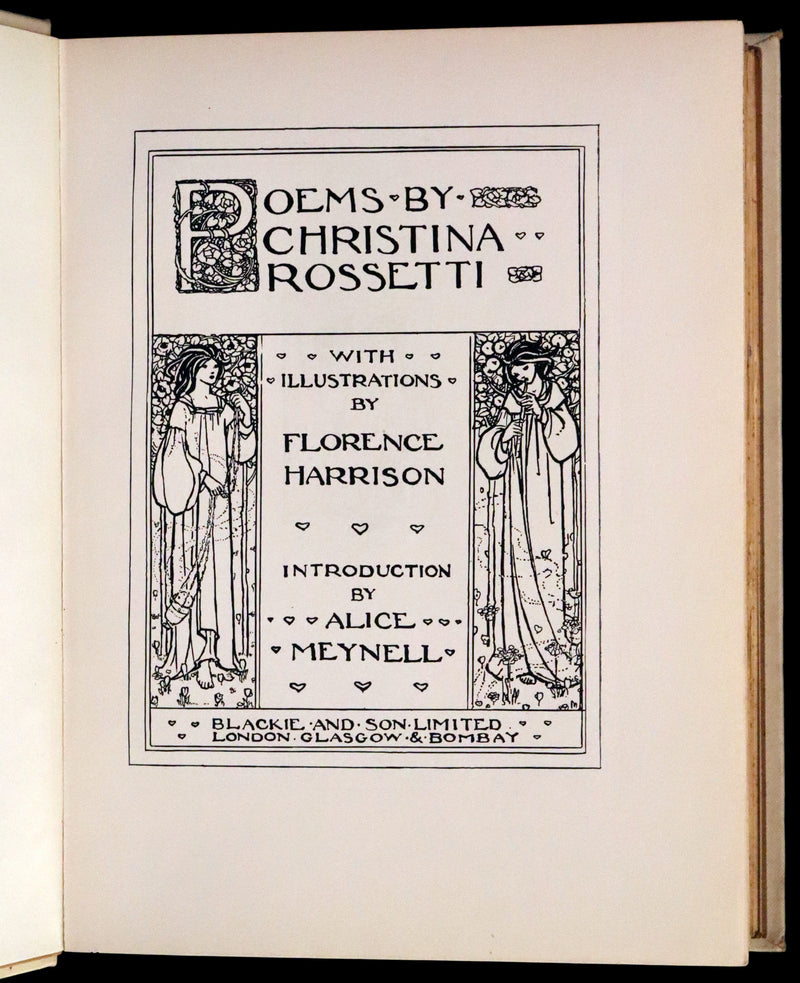 POEMS·BY·
CHRISTINA
ROSSETTI
WITH
ILLUSTRATIONS
BY
FLORENCE
HARRISON
INTRODUCTION
BY
ALICE
MEYNELL
BLACKIE·AND·SON·LIMITED.
LONDON·GLASGOW·&·BOMBAY